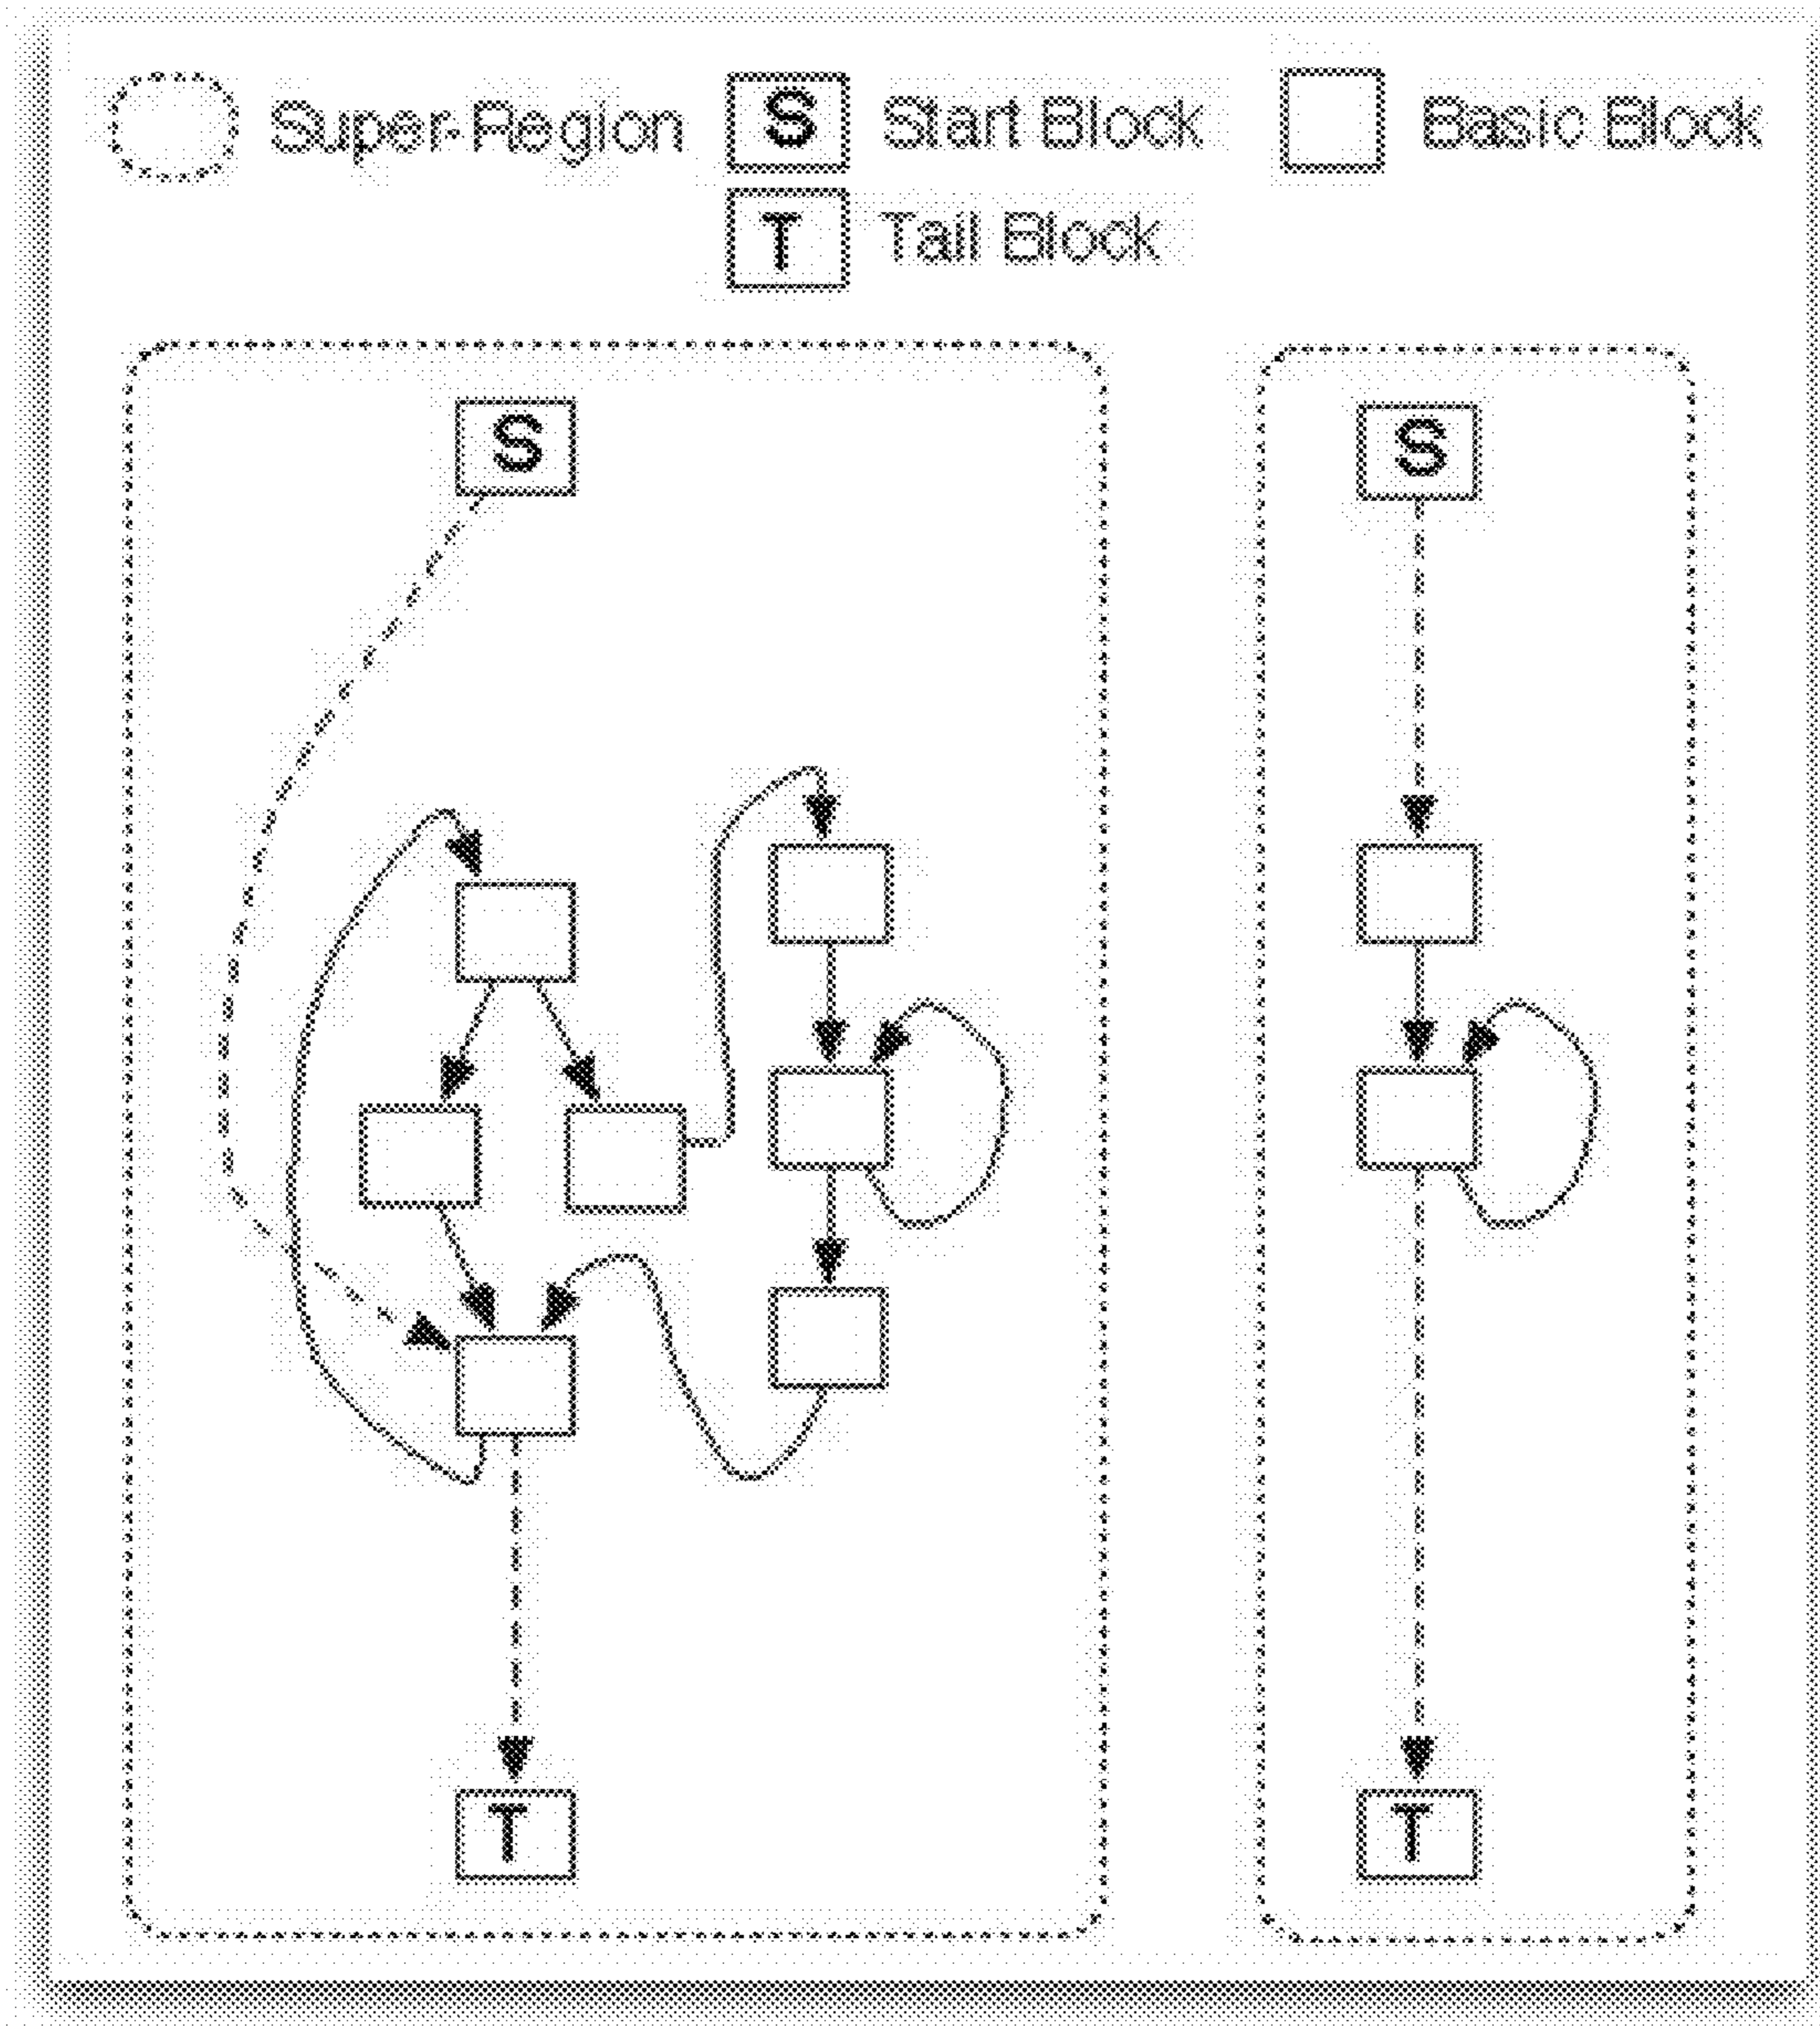 Super-Region S Start Block Basic Block
T Tail Block
S S
T T